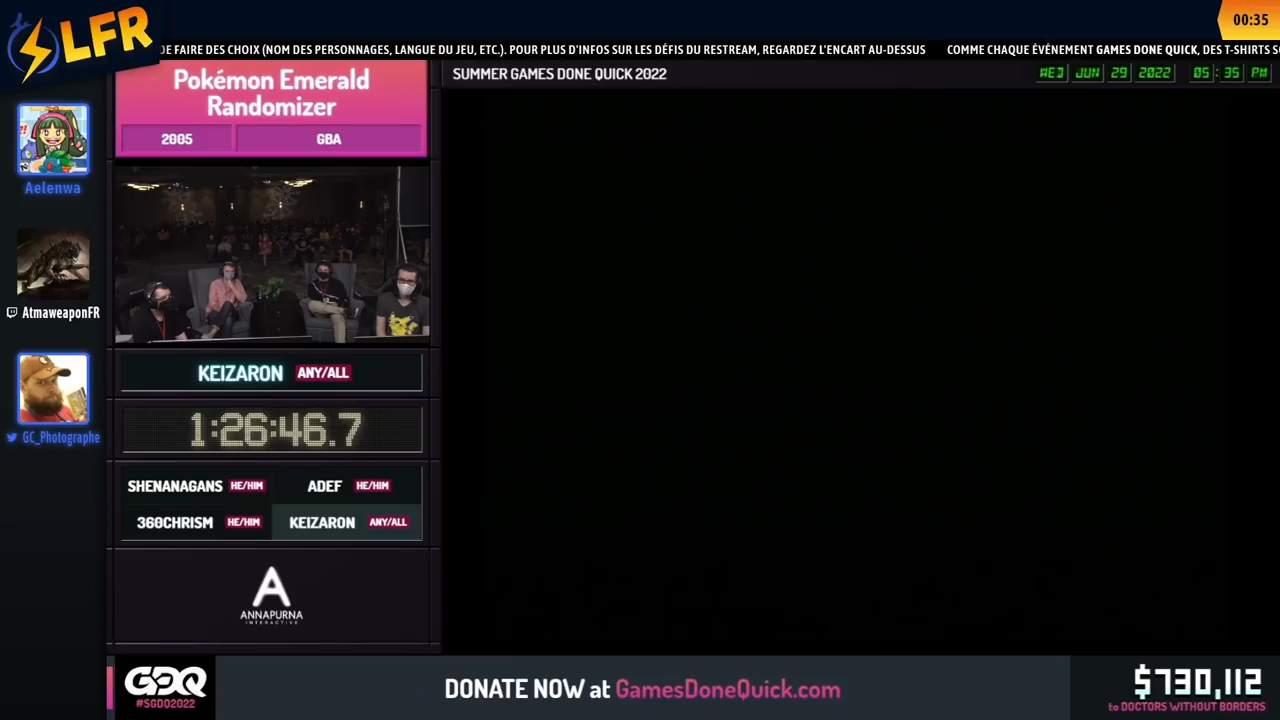 LFR
00:35
DE FAIRE DES CHOIX (NOM DES PERSONNAGES, LANGUE DU JEU, ETC.). POUR PLUS D'INFOS SUR LES DÉFIS DU RESTREAM, REGARDEZ L'ENCART AU-DESSUS COMME CHAQUE ÉVÉNEMENT GAMES DONE QUICK, DES T-SHIRTS
Pokémon Emerald
Randomizer
2005 GBA
SUMMER GAMES DONE QUICK 2022
WED JUN 29 2022 05:35 PM
Aelenwa
AtmaweaponFR
GC_Photographe
KEIZARON ANY/ALL
1:26:46.7
SHENANAGANS HE/HIM ADEF HE/HIM
360CHRISM HE/HIM KEIZARON ANY/ALL
A
ANNAPURNA
INTERACTIVE
GDQ
#SGDQ2022
DONATE NOW at GamesDoneQuick.com
$730,112
to DOCTORS WITHOUT BORDERS